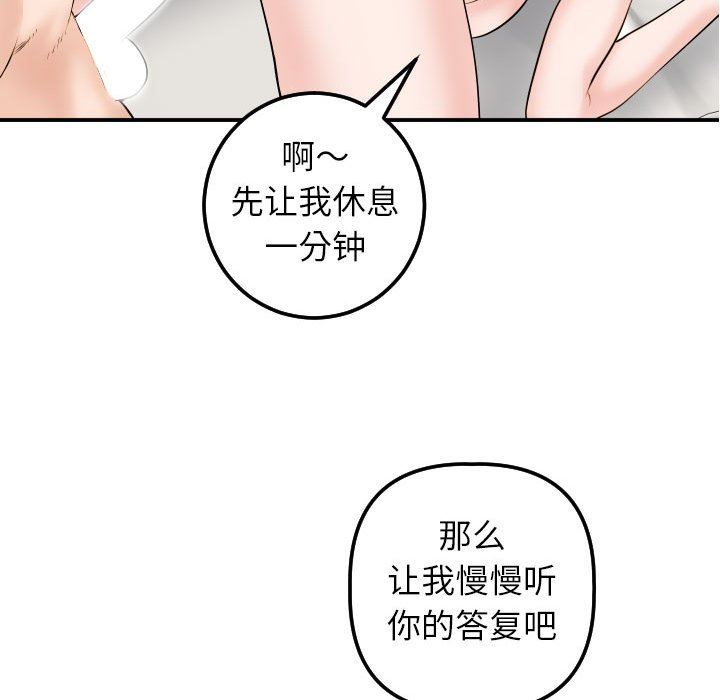 啊～
先让我休息
一分钟
那么
让我慢慢听
你的答复吧